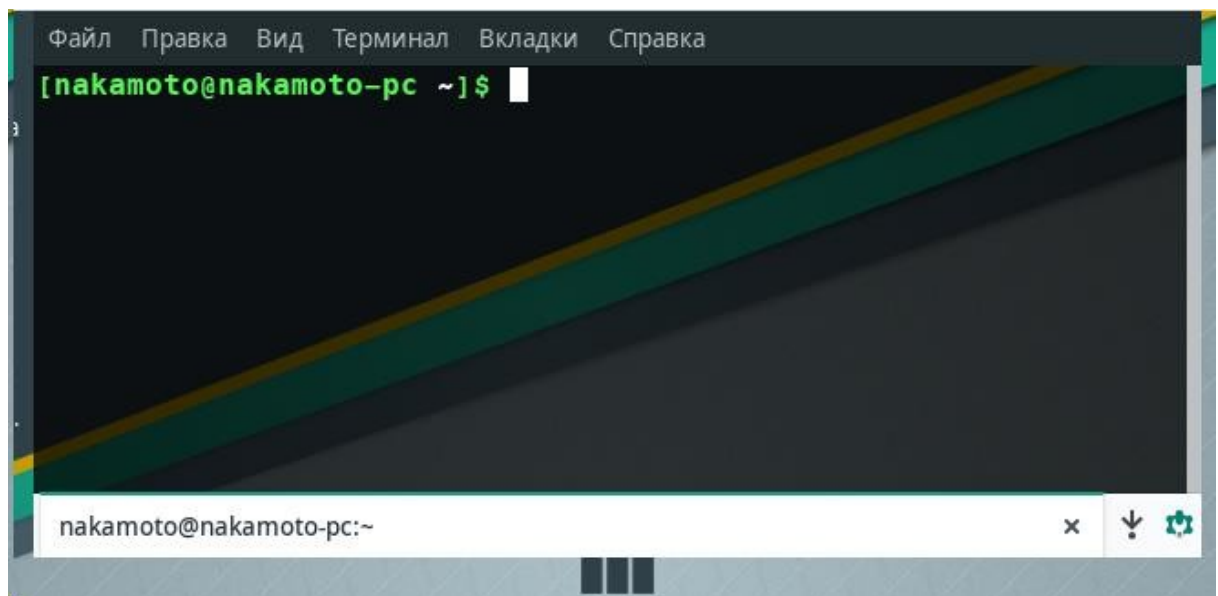 Файл Правка Вид Терминал Вкладки Справка
[nakamoto@nakamoto-pc ~]$
nakamoto@nakamoto-pc:~